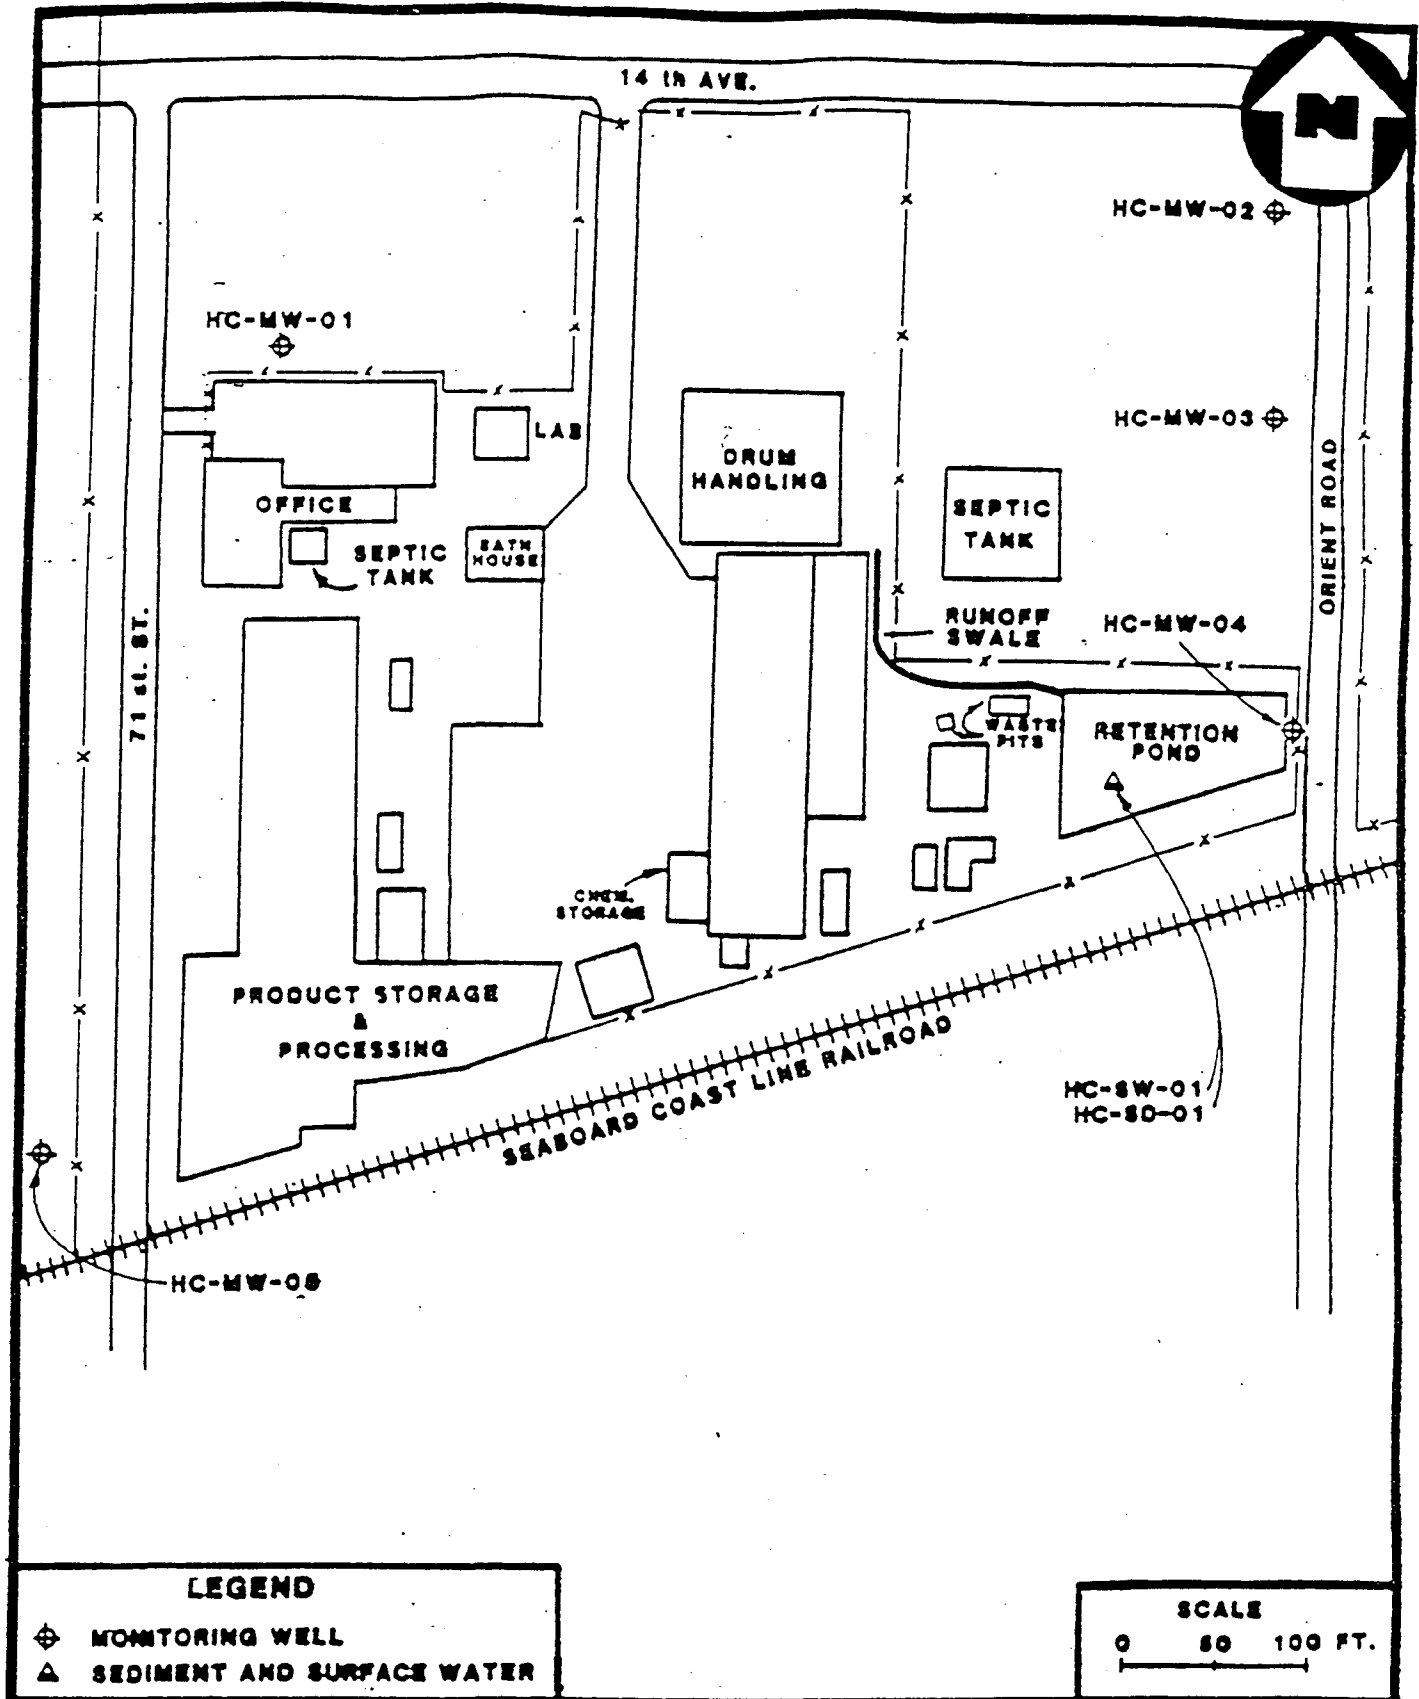 14 th AVE.
N
HC-MW-02
HC-MW-01
HC-MW-03
LAB
DRUM
HANDLING
OFFICE
SEPTIC
TANK
SEPTIC
TANK
BATH
HOUSE
ORIENT ROAD
71 st. ST.
RUNOFF
SWALE
HC-MW-04
WASTE
PITS
RETENTION
POND
CHEM.
STORAGE
PRODUCT STORAGE
&
PROCESSING
SEABOARD COAST LINE RAILROAD
HC-SW-01
HC-SD-01
HC-MW-05
LEGEND
MONITORING WELL
SEDIMENT AND SURFACE WATER
SCALE
0 50 100 FT.